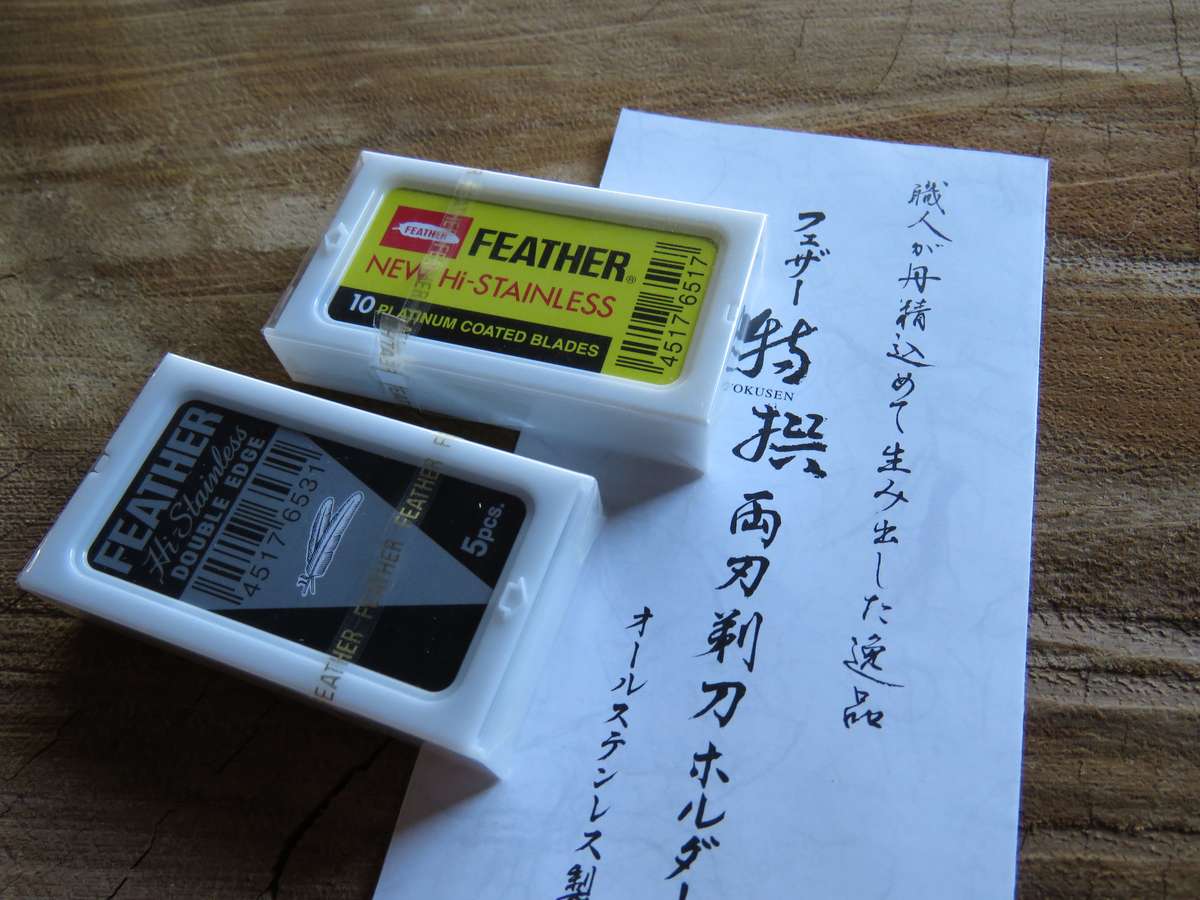 FEATHER
FEATHER®
NEW Hi-STAINLESS
10 PLATINUM COATED BLADES
4517 6517
FEATHER
Hi-Stainless
DOUBLE EDGE
4517 6531
5pcs.
FEATHER FEATHER FEATHER
職人が丹精込めて生み出した逸品
フェザー 特撰 両刃剃刀ホルダー
TOKUSEN
オールステンレス製